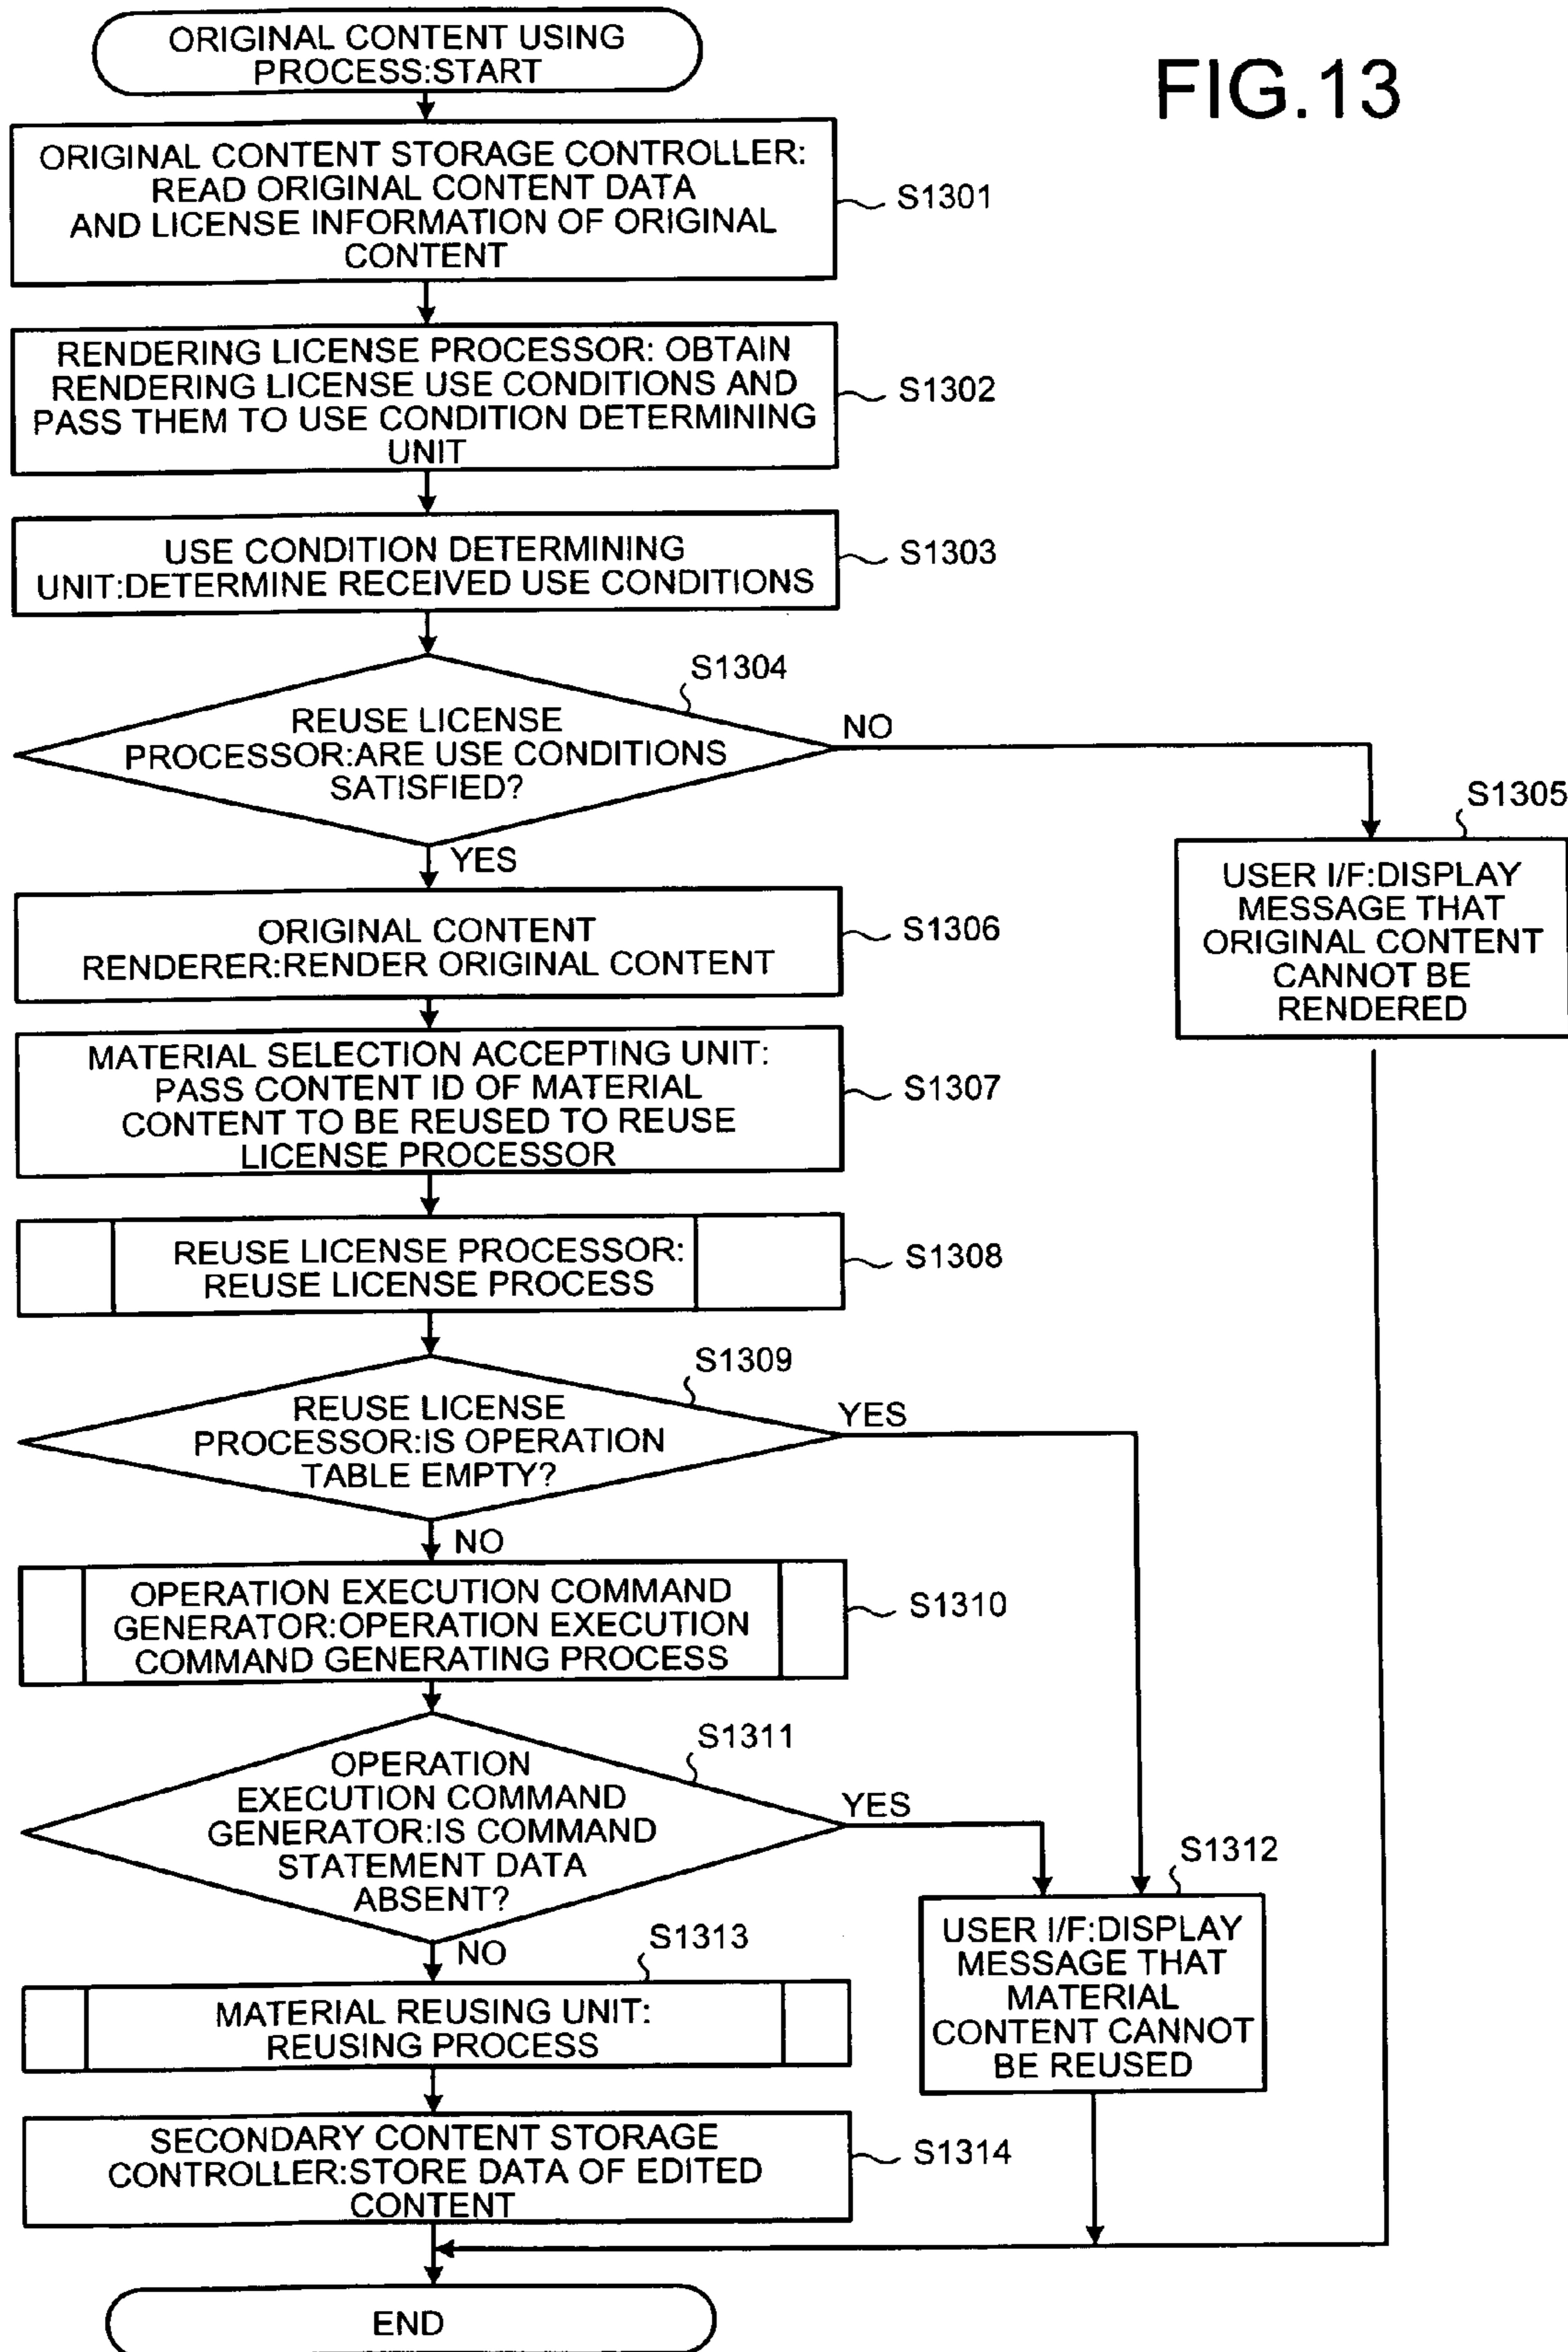 FIG.13
ORIGINAL CONTENT USING
PROCESS:START
ORIGINAL CONTENT STORAGE CONTROLLER:
READ ORIGINAL CONTENT DATA
AND LICENSE INFORMATION OF ORIGINAL
CONTENT
S1301
RENDERING LICENSE PROCESSOR: OBTAIN
RENDERING LICENSE USE CONDITIONS AND
PASS THEM TO USE CONDITION DETERMINING
UNIT
S1302
USE CONDITION DETERMINING
UNIT:DETERMINE RECEIVED USE CONDITIONS
S1303
S1304
REUSE LICENSE
PROCESSOR:ARE USE CONDITIONS
SATISFIED?
NO
YES
S1305
USER I/F:DISPLAY
MESSAGE THAT
ORIGINAL CONTENT
CANNOT BE
RENDERED
ORIGINAL CONTENT
RENDERER:RENDER ORIGINAL CONTENT
S1306
MATERIAL SELECTION ACCEPTING UNIT:
PASS CONTENT ID OF MATERIAL
CONTENT TO BE REUSED TO REUSE
LICENSE PROCESSOR
S1307
REUSE LICENSE PROCESSOR:
REUSE LICENSE PROCESS
S1308
S1309
REUSE LICENSE
PROCESSOR:IS OPERATION
TABLE EMPTY?
YES
NO
OPERATION EXECUTION COMMAND
GENERATOR:OPERATION EXECUTION
COMMAND GENERATING PROCESS
S1310
S1311
OPERATION
EXECUTION COMMAND
GENERATOR:IS COMMAND
STATEMENT DATA
ABSENT?
YES
NO
S1312
USER I/F:DISPLAY
MESSAGE THAT
MATERIAL
CONTENT CANNOT
BE REUSED
S1313
MATERIAL REUSING UNIT:
REUSING PROCESS
SECONDARY CONTENT STORAGE
CONTROLLER:STORE DATA OF EDITED
CONTENT
S1314
END